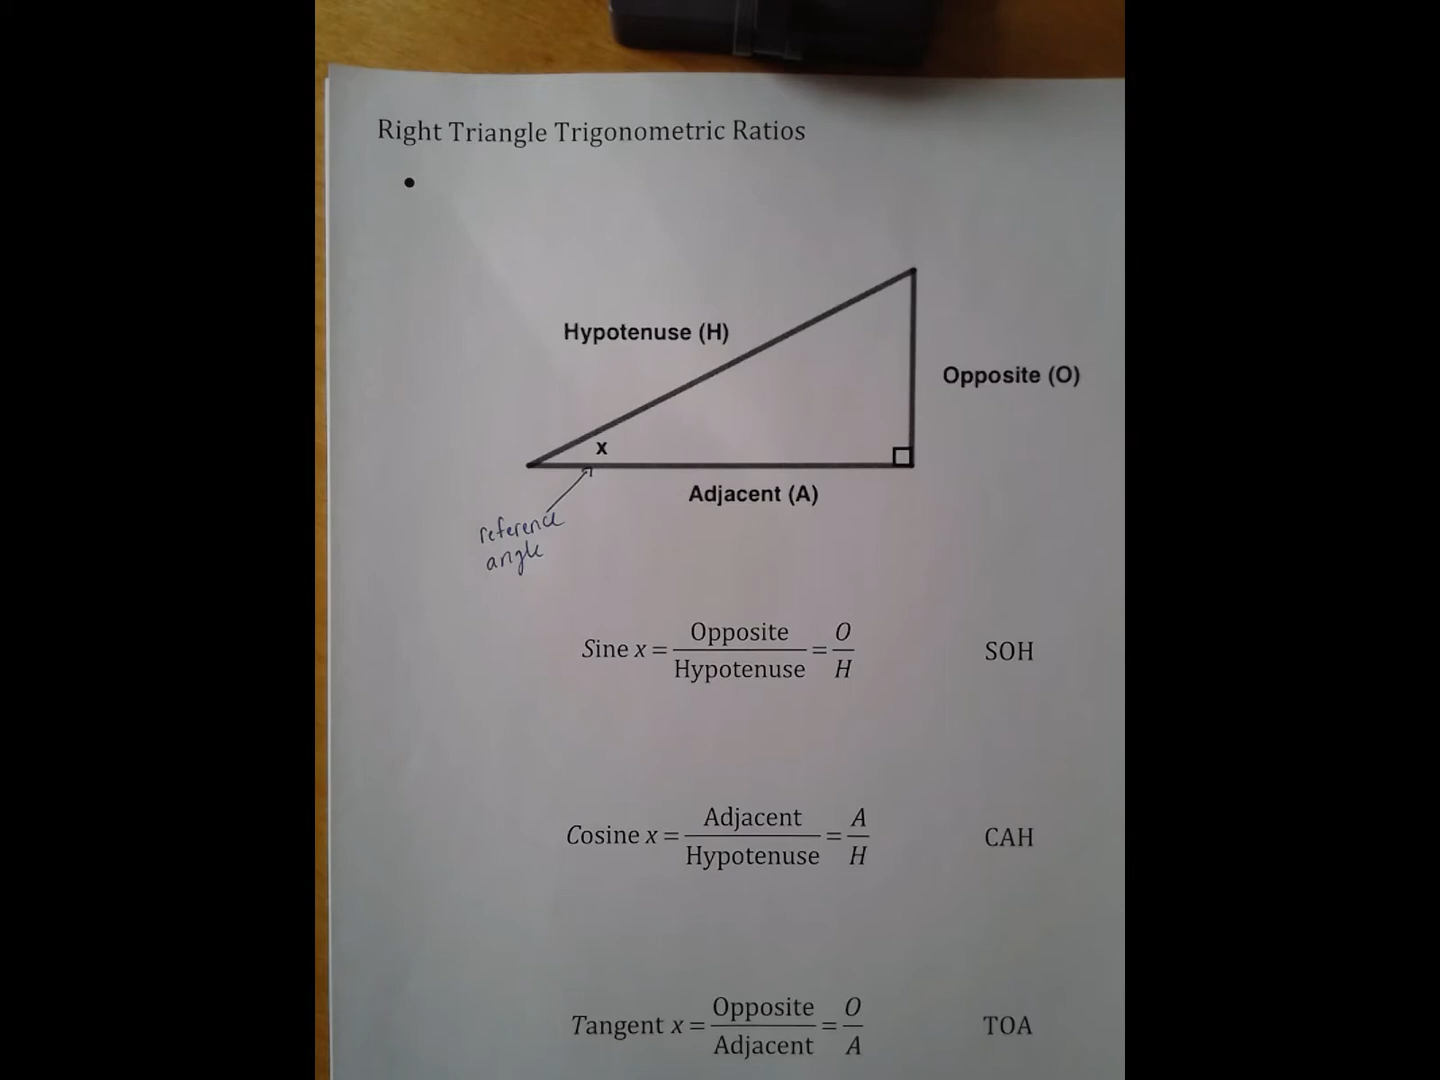 Right Triangle Trigonometric Ratios
•
Hypotenuse (H)
Opposite (O)
x
Adjacent (A)
reference
angle
Sine x = Opposite/Hypotenuse = O/H SOH
Cosine x = Adjacent/Hypotenuse = A/H CAH
Tangent x = Opposite/Adjacent = O/A TOA